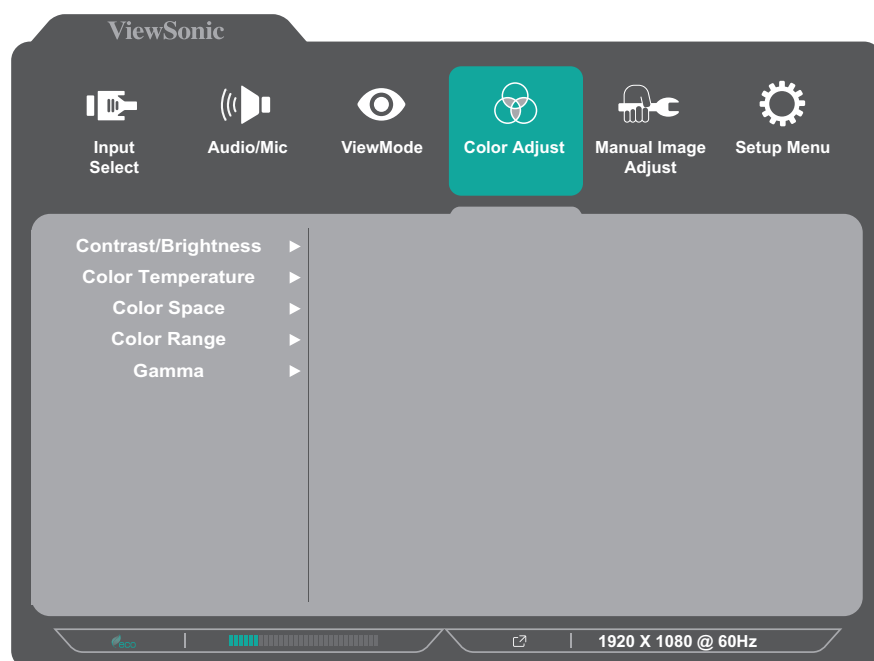 ViewSonic
Input
Select
Audio/Mic
ViewMode
Color Adjust
Manual Image
Adjust
Setup Menu
Contrast/Brightness
Color Temperature
Color Space
Color Range
Gamma
eco
1920 X 1080 @ 60Hz